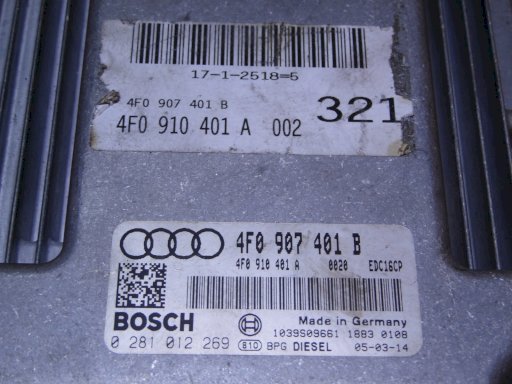 17-1-2518=5
4F0 907 401 B
321
4F0 910 401 A 002
4F0 907 401 B
4F0 910 401 A 0020 EDC16CP
BOSCH
Made in Germany
1039S09661 1883 0108
0 281 012 269 810 BPG DIESEL 05-03-14